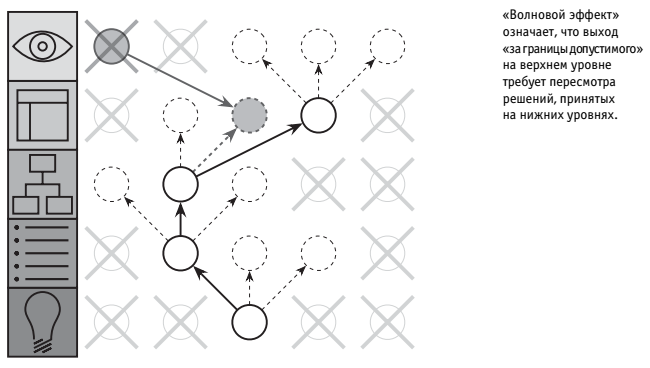 «Волновой эффект»
означает, что выход
«за границы допустимого»
на верхнем уровне
требует пересмотра
решений, принятых
на нижних уровнях.